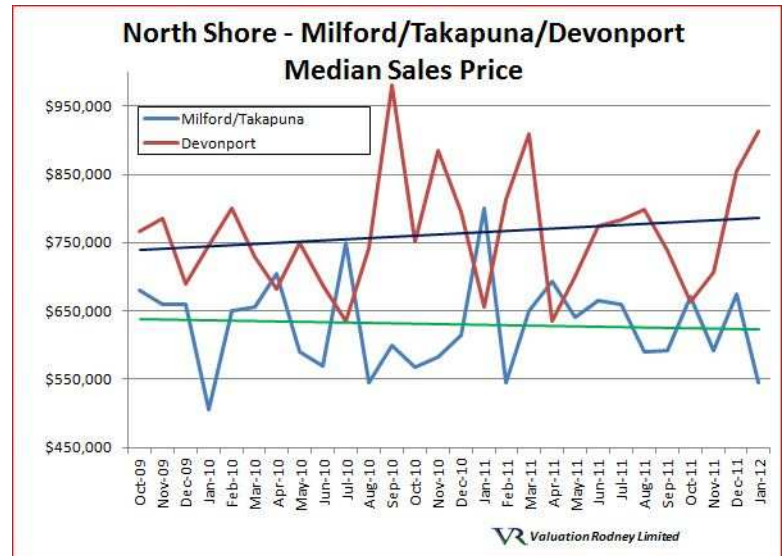 North Shore - Milford/Takapuna/Devonport
Median Sales Price
$950,000
$850,000
$750,000
$650,000
$550,000
$450,000
Milford/Takapuna
Devonport
Oct-09
Nov-09
Dec-09
Jan-10
Feb-10
Mar-10
Apr-10
May-10
Jun-10
Jul-10
Aug-10
Sep-10
Oct-10
Nov-10
Dec-10
Jan-11
Feb-11
Mar-11
Apr-11
May-11
Jun-11
Jul-11
Aug-11
Sep-11
Oct-11
Nov-11
Dec-11
Jan-12
VR Valuation Rodney Limited